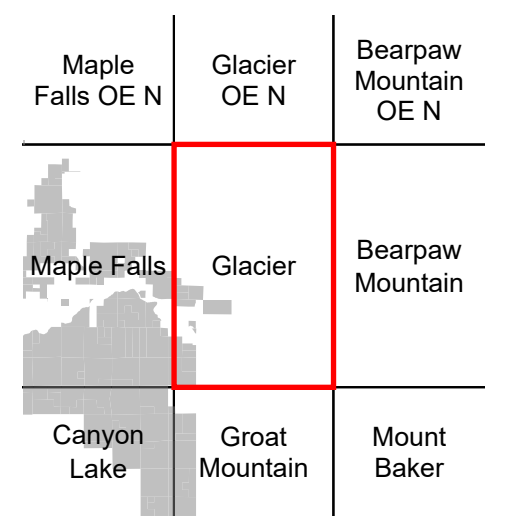 Maple
Falls OE N
Glacier
OE N
Bearpaw
Mountain
OE N
Maple Falls
Glacier
Bearpaw
Mountain
Canyon
Lake
Groat
Mountain
Mount
Baker